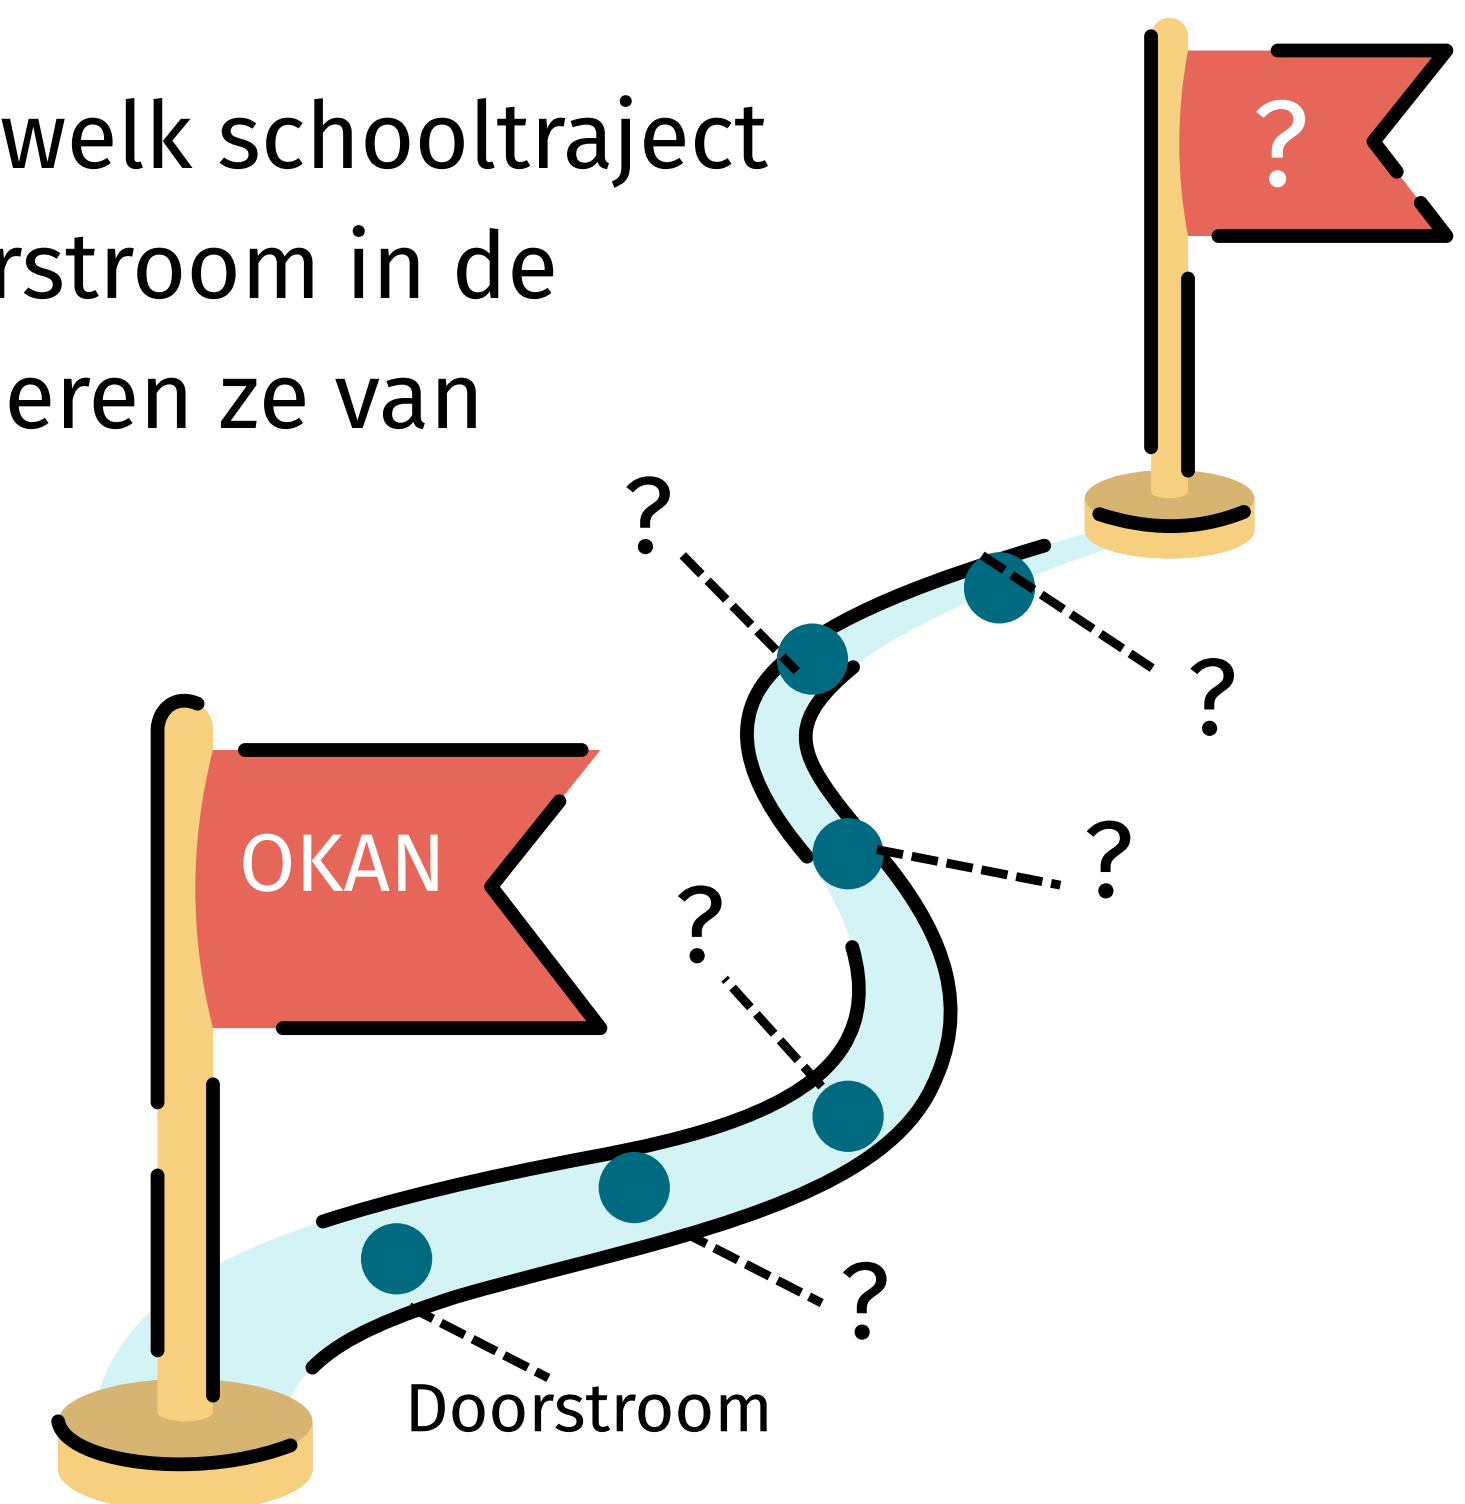 welk schooltraject
rstroom in de
eren ze van
?
?
?
?
?
OKAN
?
Doorstroom